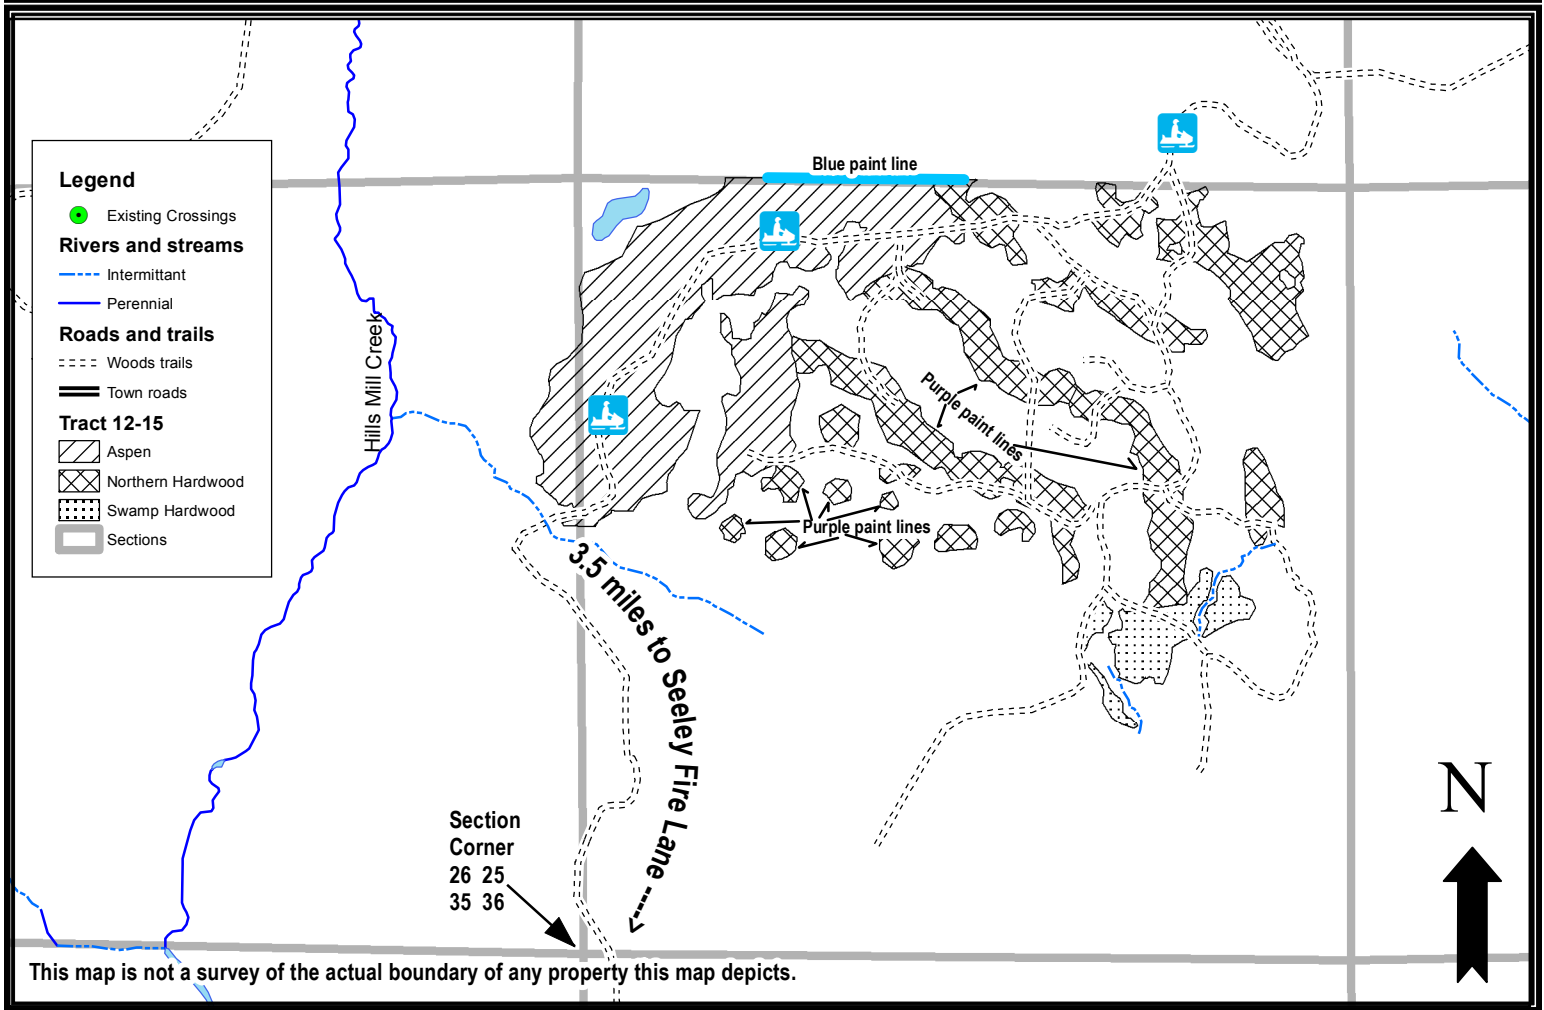 Blue paint line
Legend
Existing Crossings
Rivers and streams
Intermittant
Perennial
Roads and trails
Woods trails
Town roads
Tract 12-15
Aspen
Northern Hardwood
Swamp Hardwood
Sections
Hills Mill Creek
Purple paint lines
Purple paint lines
3.5 miles to Seeley Fire Lane ---->
Section
Corner
26 25
35 36
N
This map is not a survey of the actual boundary of any property this map depicts.